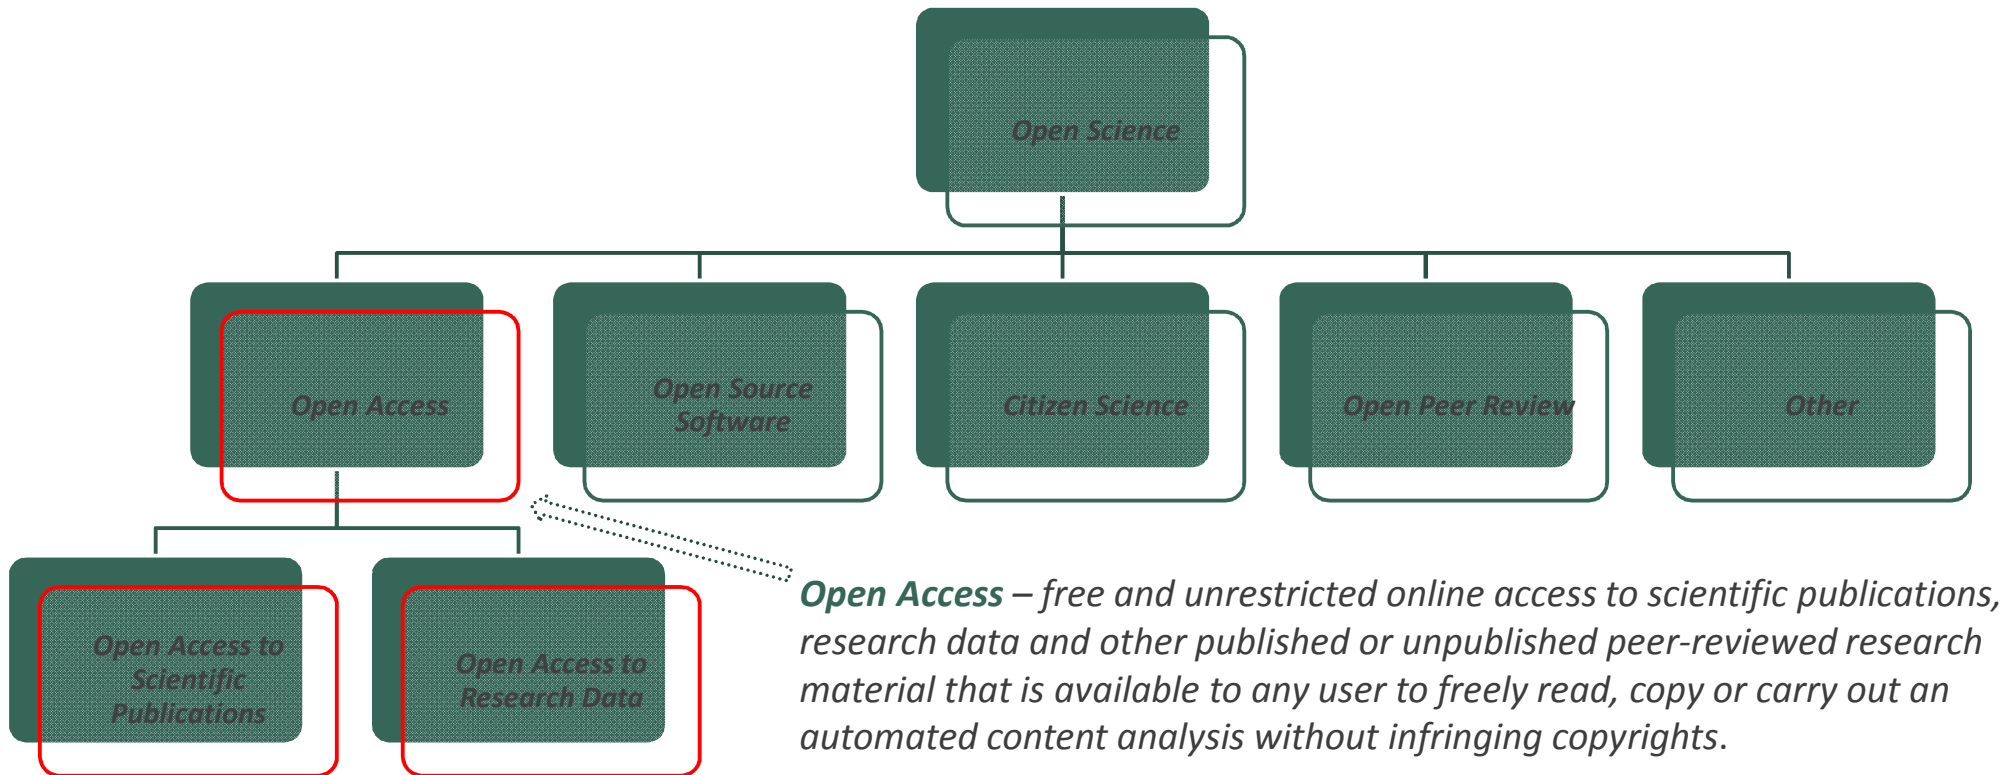 Open Science
Open Access
Open Source
Software
Citizen Science
Open Peer Review
Other
Open Access to
Scientific
Publications
Open Access to
Research Data
Open Access – free and unrestricted online access to scientific publications,
research data and other published or unpublished peer-reviewed research
material that is available to any user to freely read, copy or carry out an
automated content analysis without infringing copyrights.